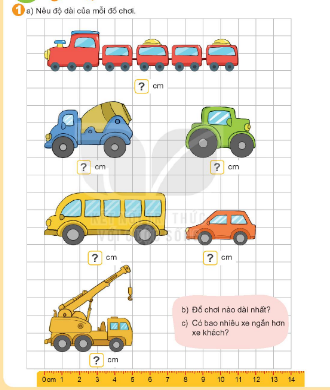 1 a) Nêu độ dài của mỗi đồ chơi.
? cm
? cm
? cm
? cm
? cm
b) Đồ chơi nào dài nhất?
c) Có bao nhiêu xe ngắn hơn
xe khách?
? cm
0cm 1 2 3 4 5 6 7 8 9 10 11 12 13 14